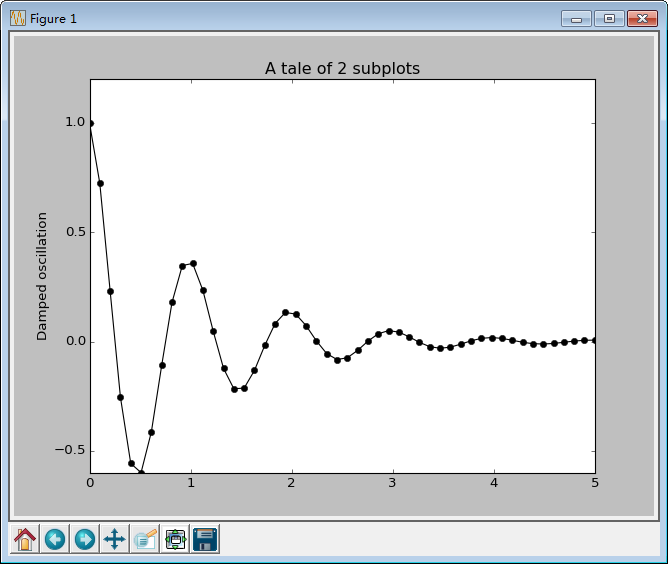 Figure 1
A tale of 2 subplots
1.0
0.5
0.0
−0.5
Damped oscillation
0 1 2 3 4 5